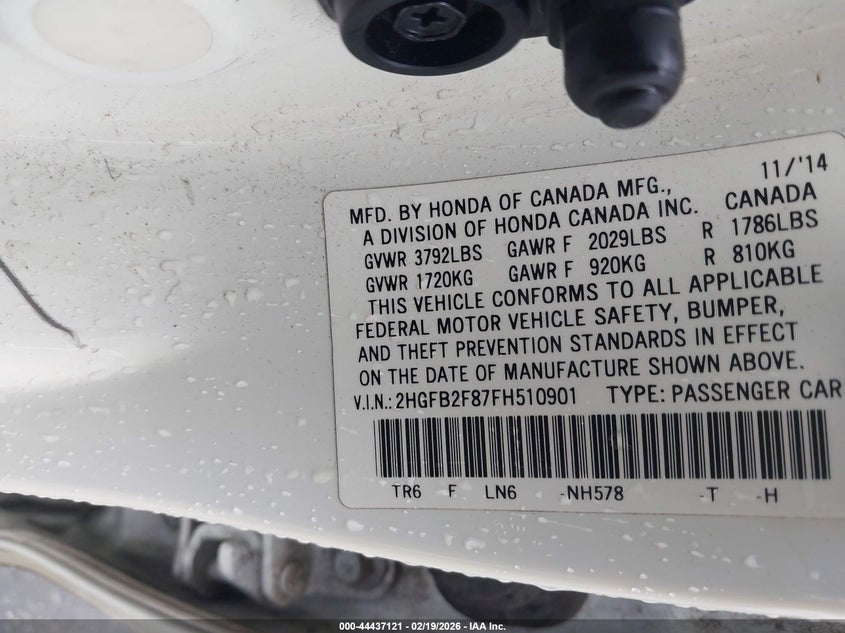 11/'14
MFD. BY HONDA OF CANADA MFG.,
A DIVISION OF HONDA CANADA INC. CANADA
GVWR 3792LBS GAWR F 2029LBS R 1786LBS
GVWR 1720KG GAWR F 920KG R 810KG
THIS VEHICLE CONFORMS TO ALL APPLICABLE
FEDERAL MOTOR VEHICLE SAFETY, BUMPER,
AND THEFT PREVENTION STANDARDS IN EFFECT
ON THE DATE OF MANUFACTURE SHOWN ABOVE.
V.I.N.: 2HGFB2F87FH510901 TYPE: PASSENGER CAR
TR6 F LN6 -NH578 -T -H
000-44437121 - 02/19/2026 - IAA Inc.